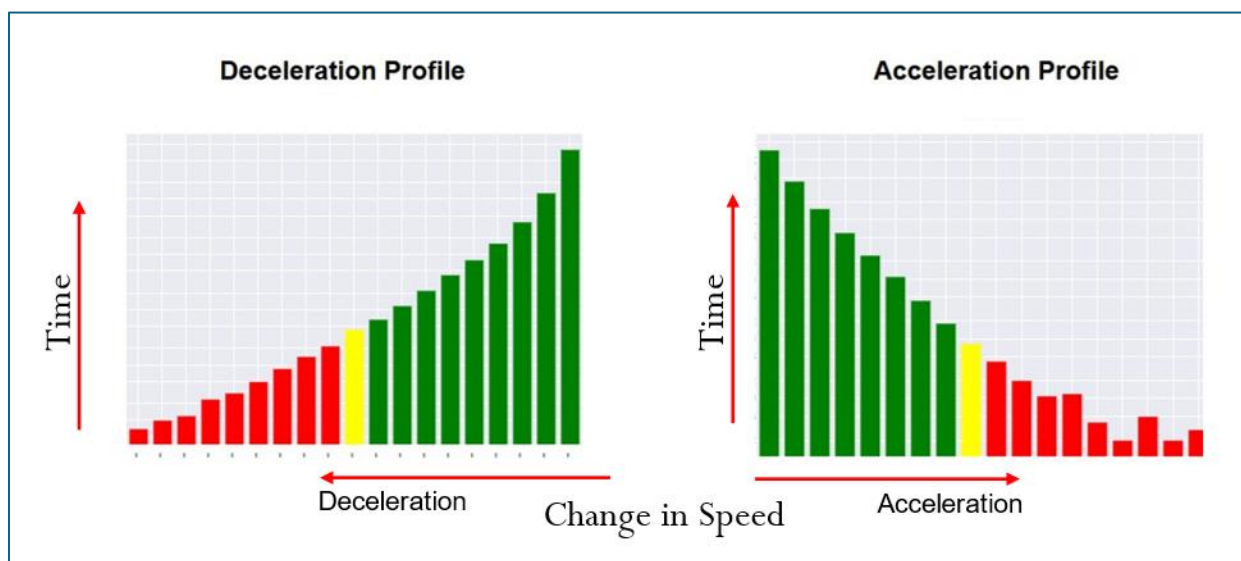 Deceleration Profile
Acceleration Profile
Time
Time
Deceleration
Change in Speed
Acceleration